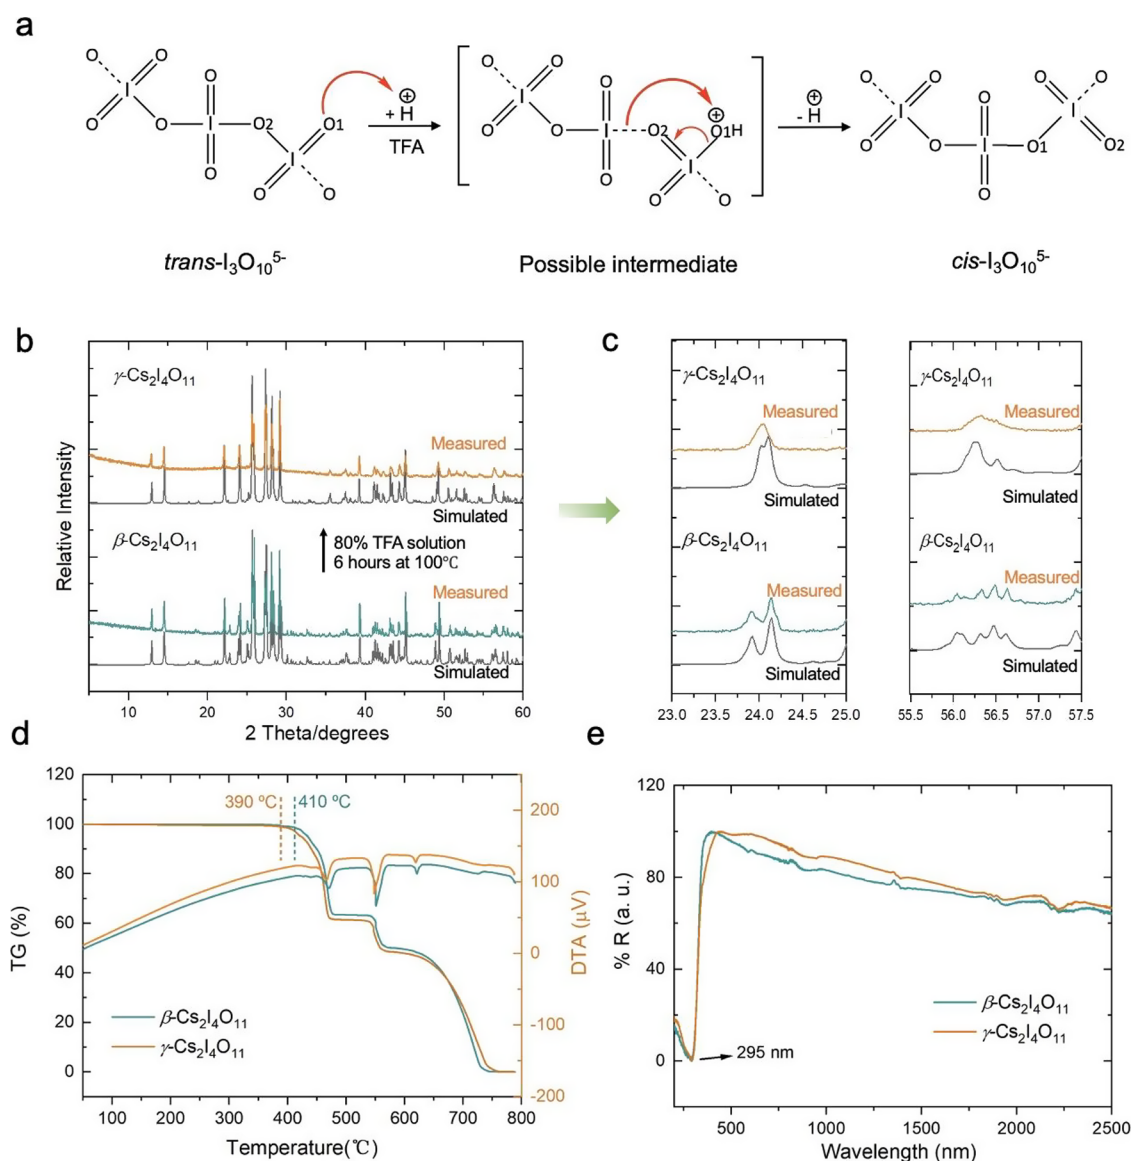 a
O O O O O1 O O O O2
I I I
O O O O
+ H⊕
TFA
O O O O2 O1H⊕
I I I
O O O O
- H⊕
O O O O
I I I
O O O O1 O2
trans-I₃O₁₀⁵⁻
Possible intermediate
cis-I₃O₁₀⁵⁻
b
γ-Cs₂I₄O₁₁
Measured
Simulated
β-Cs₂I₄O₁₁
80% TFA solution
6 hours at 100℃
Measured
Simulated
Relative Intensity
10 20 30 40 50 60
2 Theta/degrees
c
γ-Cs₂I₄O₁₁
Measured
Simulated
β-Cs₂I₄O₁₁
Measured
Simulated
23.0 23.5 24.0 24.5 25.0
γ-Cs₂I₄O₁₁
Measured
Simulated
β-Cs₂I₄O₁₁
Measured
Simulated
55.5 56.0 56.5 57.0 57.5
d
120
100
80
60
40
20
0
TG (%)
390 ºC
410 ºC
β-Cs₂I₄O₁₁
γ-Cs₂I₄O₁₁
200
100
0
-100
-200
DTA (μV)
100 200 300 400 500 600 700 800
Temperature(℃)
e
120
80
40
0
% R (a. u.)
295 nm
β-Cs₂I₄O₁₁
γ-Cs₂I₄O₁₁
500 1000 1500 2000 2500
Wavelength (nm)